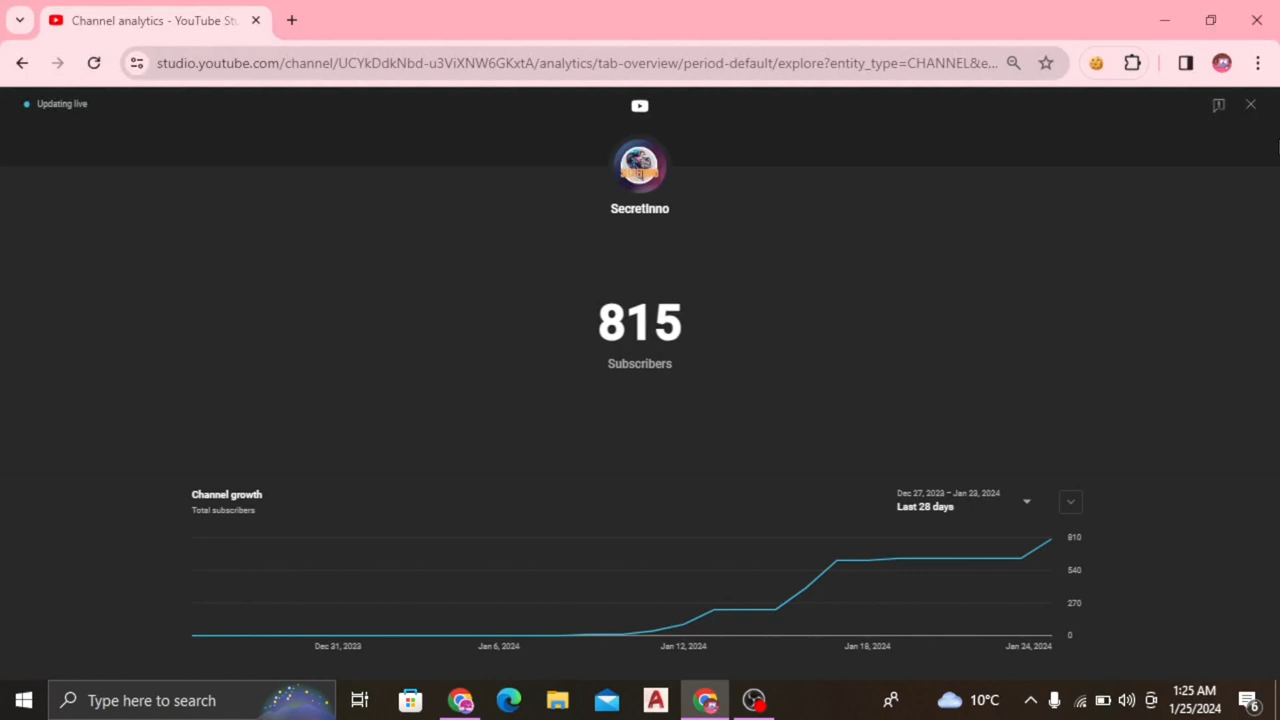 Channel analytics - YouTube Stu
studio.youtube.com/channel/UCYkDdkNbd-u3ViXNW6GKxtA/analytics/tab-overview/period-default/explore?entity_type=CHANNEL&e...
Updating live
SecretInno
815
Subscribers
Channel growth
Total subscribers
Dec 27, 2023 – Jan 23, 2024
Last 28 days
810
540
270
0
Dec 31, 2023
Jan 6, 2024
Jan 12, 2024
Jan 18, 2024
Jan 24, 2024
Type here to search
10°C
1:25 AM
1/25/2024
6